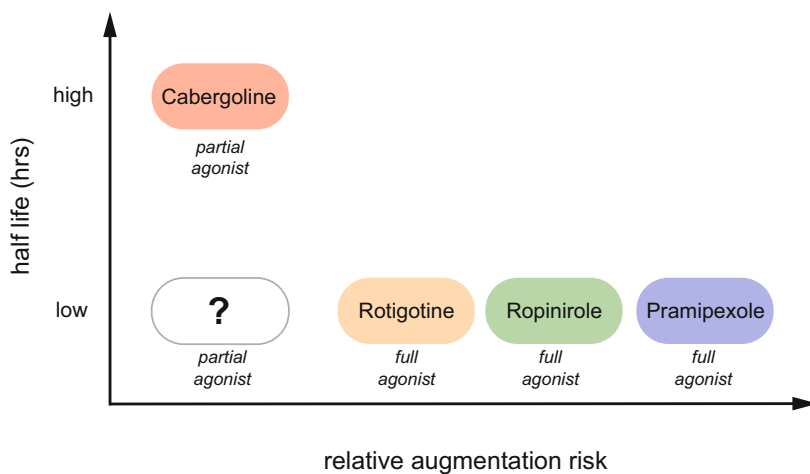 high
Cabergoline
partial
agonist
half life (hrs)
low
?
Rotigotine
Ropinirole
Pramipexole
partial
agonist
full
agonist
full
agonist
full
agonist
relative augmentation risk